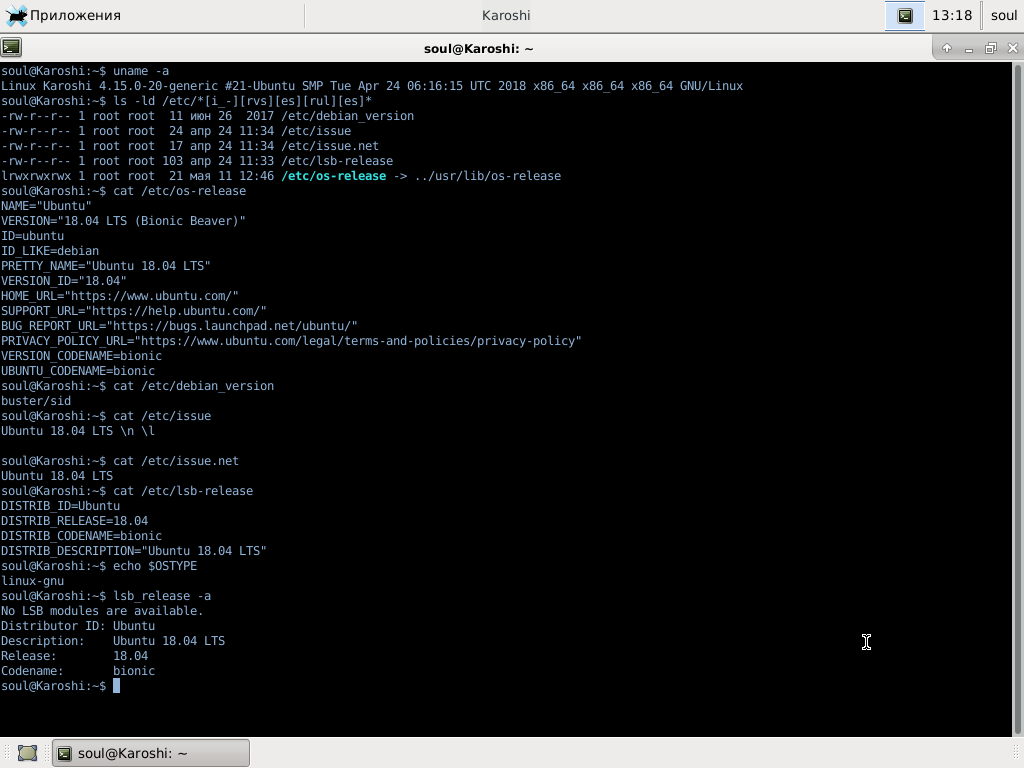 Приложения
Karoshi
13:18
soul
soul@Karoshi: ~
soul@Karoshi:~$ uname -a
Linux Karoshi 4.15.0-20-generic #21-Ubuntu SMP Tue Apr 24 06:16:15 UTC 2018 x86_64 x86_64 x86_64 GNU/Linux
soul@Karoshi:~$ ls -ld /etc/*[i_-][rvs][es][rul][es]*
-rw-r--r-- 1 root root  11 июн 26  2017 /etc/debian_version
-rw-r--r-- 1 root root  24 апр 24 11:34 /etc/issue
-rw-r--r-- 1 root root  17 апр 24 11:34 /etc/issue.net
-rw-r--r-- 1 root root 103 апр 24 11:33 /etc/lsb-release
lrwxrwxrwx 1 root root  21 мая 11 12:46 /etc/os-release -> ../usr/lib/os-release
soul@Karoshi:~$ cat /etc/os-release
NAME="Ubuntu"
VERSION="18.04 LTS (Bionic Beaver)"
ID=ubuntu
ID_LIKE=debian
PRETTY_NAME="Ubuntu 18.04 LTS"
VERSION_ID="18.04"
HOME_URL="https://www.ubuntu.com/"
SUPPORT_URL="https://help.ubuntu.com/"
BUG_REPORT_URL="https://bugs.launchpad.net/ubuntu/"
PRIVACY_POLICY_URL="https://www.ubuntu.com/legal/terms-and-policies/privacy-policy"
VERSION_CODENAME=bionic
UBUNTU_CODENAME=bionic
soul@Karoshi:~$ cat /etc/debian_version
buster/sid
soul@Karoshi:~$ cat /etc/issue
Ubuntu 18.04 LTS \n \l
soul@Karoshi:~$ cat /etc/issue.net
Ubuntu 18.04 LTS
soul@Karoshi:~$ cat /etc/lsb-release
DISTRIB_ID=Ubuntu
DISTRIB_RELEASE=18.04
DISTRIB_CODENAME=bionic
DISTRIB_DESCRIPTION="Ubuntu 18.04 LTS"
soul@Karoshi:~$ echo $OSTYPE
linux-gnu
soul@Karoshi:~$ lsb_release -a
No LSB modules are available.
Distributor ID: Ubuntu
Description:    Ubuntu 18.04 LTS
Release:        18.04
Codename:       bionic
soul@Karoshi:~$
soul@Karoshi: ~